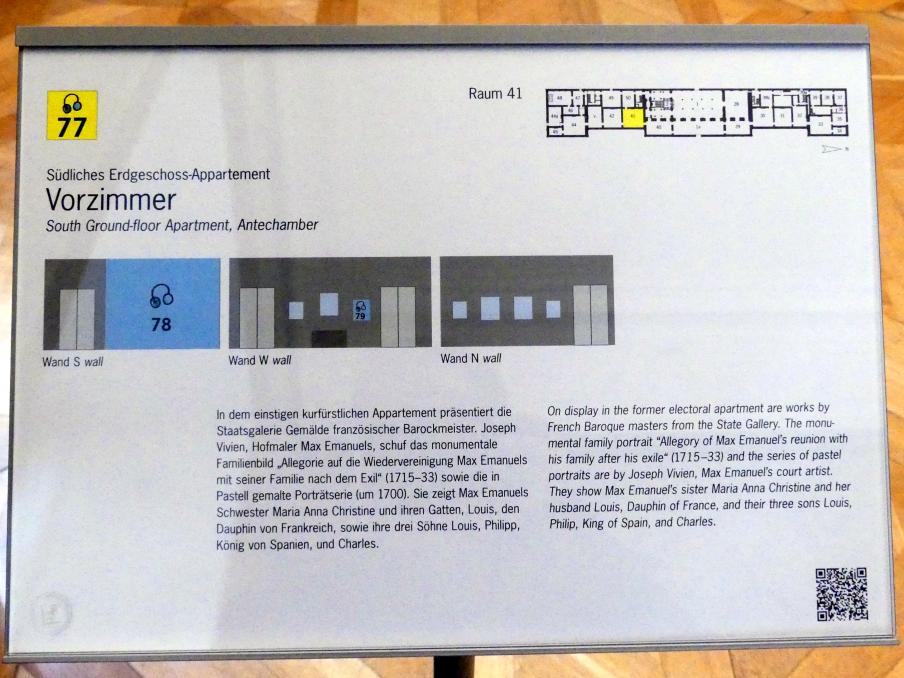 77
Raum 41
Südliches Erdgeschoss-Appartement
Vorzimmer
South Ground-floor Apartment, Antechamber
78
79
Wand S wall
Wand W wall
Wand N wall
In dem einstigen kurfürstlichen Appartement präsentiert die
Staatsgalerie Gemälde französischer Barockmeister. Joseph
Vivien, Hofmaler Max Emanuels, schuf das monumentale
Familienbild „Allegorie auf die Wiedervereinigung Max Emanuels
mit seiner Familie nach dem Exil“ (1715–33) sowie die in
Pastell gemalte Porträtserie (um 1700). Sie zeigt Max Emanuels
Schwester Maria Anna Christine und ihren Gatten, Louis, den
Dauphin von Frankreich, sowie ihre drei Söhne Louis, Philipp,
König von Spanien, und Charles.
On display in the former electoral apartment are works by
French Baroque masters from the State Gallery. The monu-
mental family portrait “Allegory of Max Emanuel’s reunion with
his family after his exile“ (1715–33) and the series of pastel
portraits are by Joseph Vivien, Max Emanuel’s court artist.
They show Max Emanuel’s sister Maria Anna Christine and her
husband Louis, Dauphin of France, and their three sons Louis,
Philip, King of Spain, and Charles.